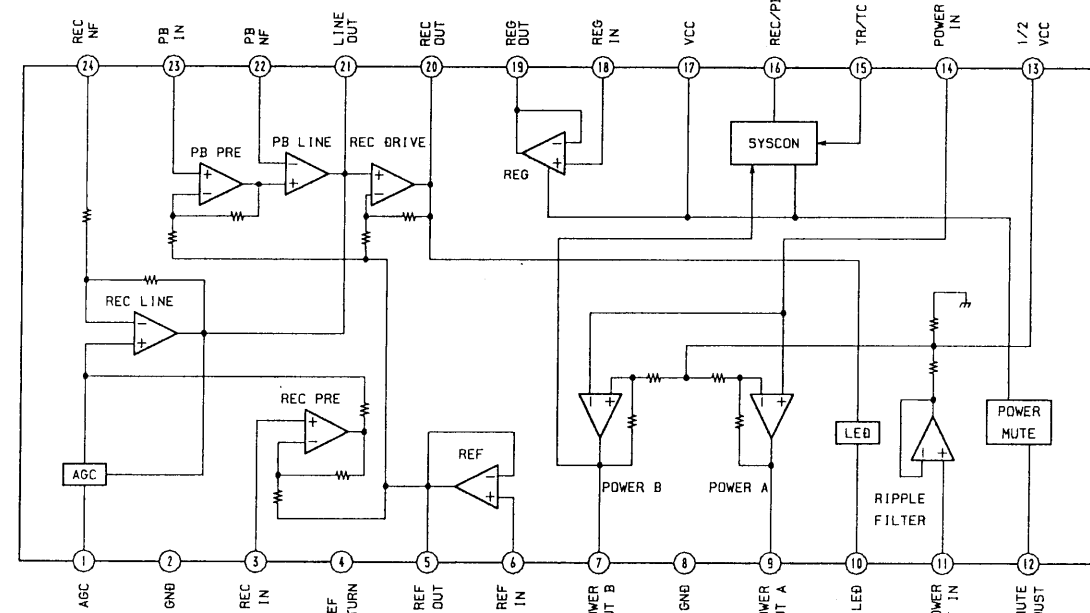 REC NF
PB IN
PB NF
LINE OUT
REC OUT
REG OUT
REG IN
VCC
TR/TC
POWER IN
1/2 VCC
24
23
22
21
20
19
18
17
16
15
14
13
PB PRE
PB LINE
REC DRIVE
REG
SYSCON
REC LINE
REC PRE
AGC
REF
POWER B
POWER A
LED
RIPPLE
FILTER
POWER
MUTE
1
2
3
4
5
6
7
8
9
10
11
12
AGC
GND
REC IN
REF OUT
REF IN
GND
LED